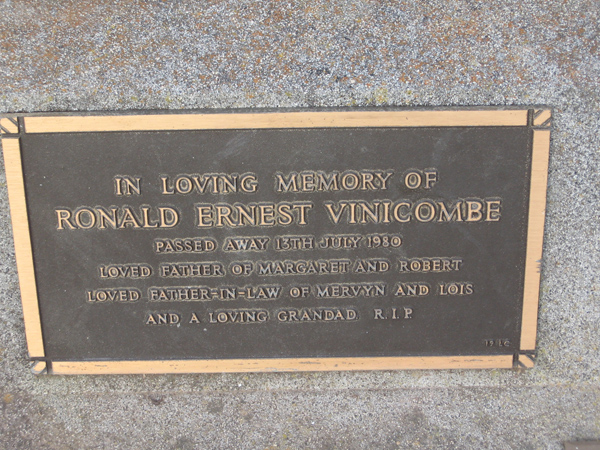 IN LOVING MEMORY OF
RONALD ERNEST VINICOMBE
PASSED AWAY 13TH JULY 1980
LOVED FATHER OF MARGARET AND ROBERT
LOVED FATHER-IN-LAW OF MERVYN AND LOIS
AND A LOVING GRANDAD R.I.P.